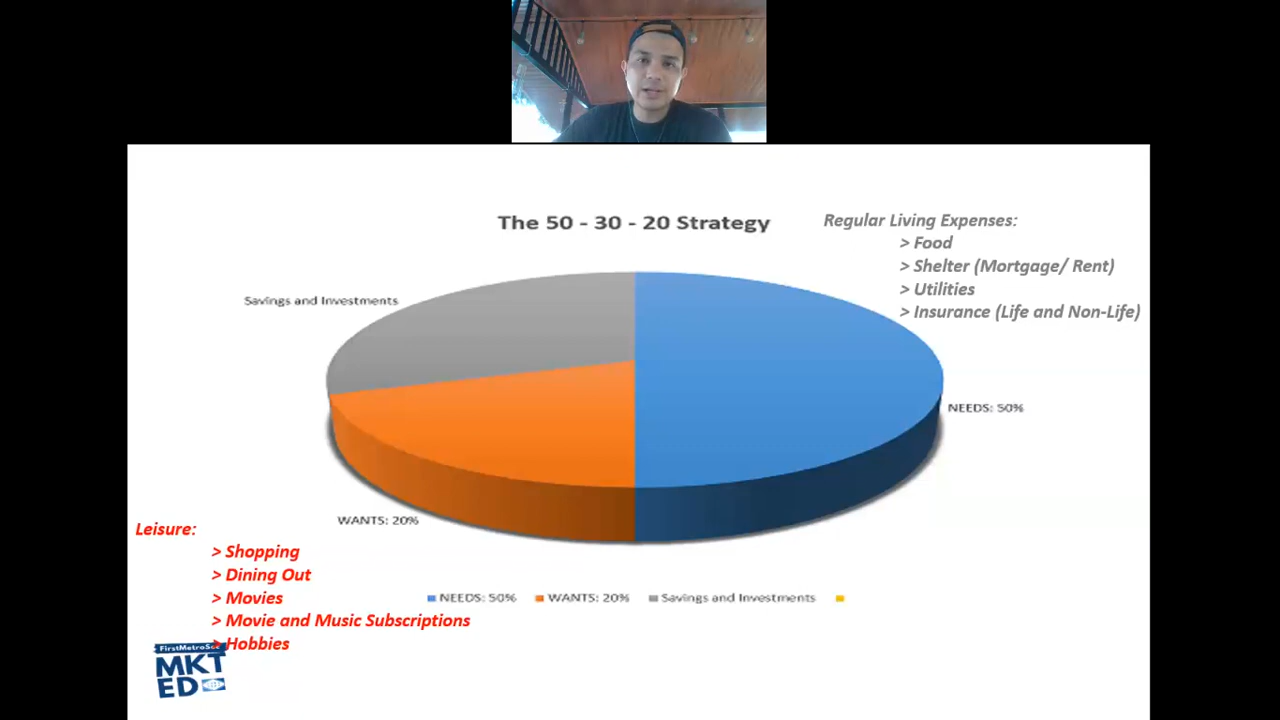 The 50 - 30 - 20 Strategy
Regular Living Expenses:
> Food
> Shelter (Mortgage/ Rent)
> Utilities
> Insurance (Life and Non-Life)
Savings and Investments
NEEDS: 50%
WANTS: 20%
Leisure:
> Shopping
> Dining Out
> Movies
> Movie and Music Subscriptions
> Hobbies
NEEDS: 50% WANTS: 20% Savings and Investments
MKT
ED